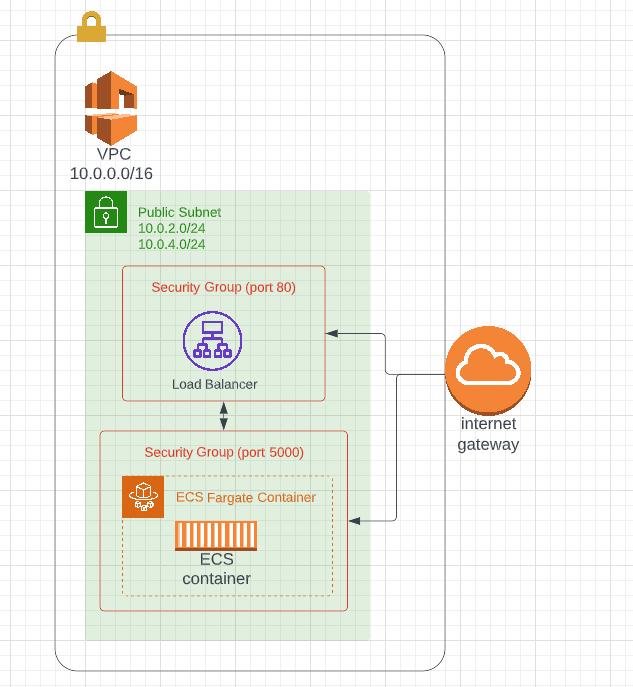 VPC
10.0.0.0/16
Public Subnet
10.0.2.0/24
10.0.4.0/24
Security Group (port 80)
Load Balancer
Security Group (port 5000)
ECS Fargate Container
ECS
container
internet
gateway